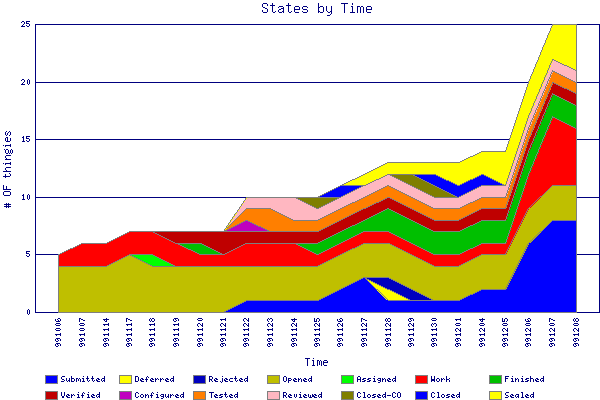 States by Time
25
20
15
10
5
0
# OF thingies
991006 991007 991114 991117 991118 991119 991120 991121 991122 991123 991124 991125 991126 991127 991128 991129 991130 991201 991204 991205 991206 991207 991208
Time
Submitted Deferred Rejected Opened Assigned Work Finished
Verified Configured Tested Reviewed Closed-CO Closed Sealed